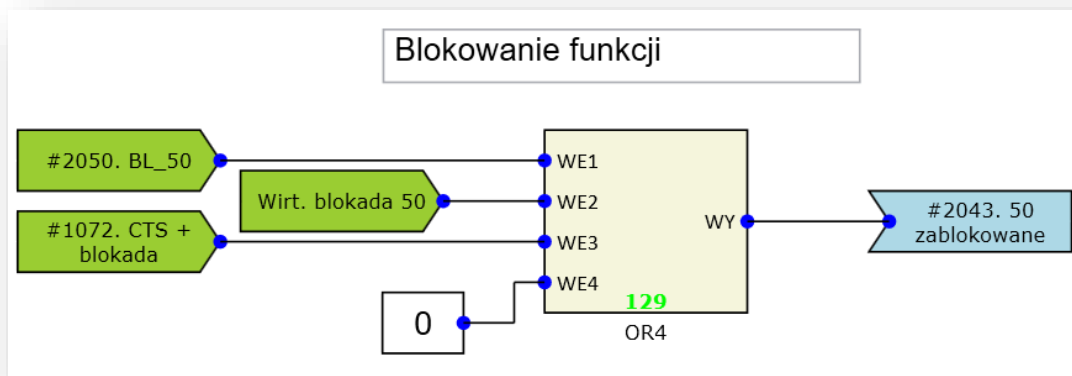 Blokowanie funkcji
#2050. BL_50
Wirt. blokada 50
#1072. CTS +
blokada
0
WE1
WE2
WE3
WE4
WY
129
OR4
#2043. 50
zablokowane